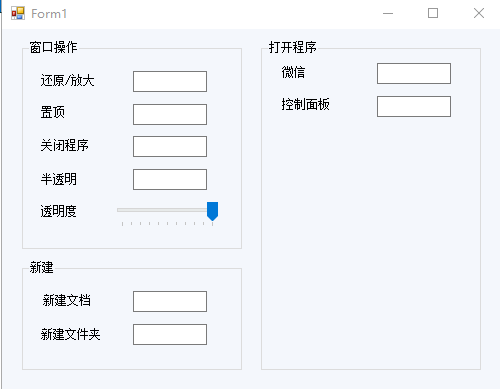 Form1
窗口操作
还原/放大
置顶
关闭程序
半透明
透明度
新建
新建文档
新建文件夹
打开程序
微信
控制面板